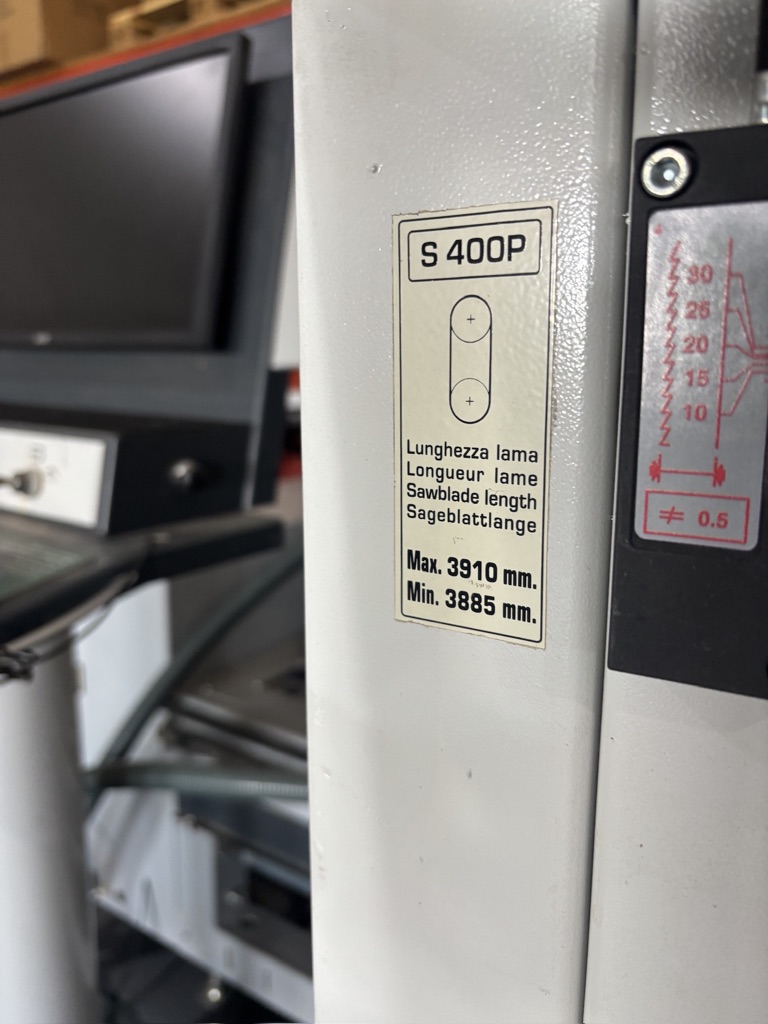 S 400P
Lunghezza lama
Longueur lame
Sawblade length
Sageblattlange
Max. 3910 mm.
Min. 3885 mm.
30
25
20
15
10
≠ 0.5